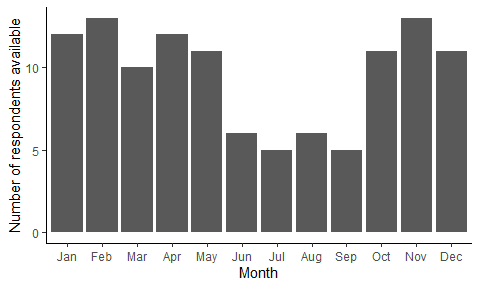 Number of respondents available
10
5
0
Jan Feb Mar Apr May Jun Jul Aug Sep Oct Nov Dec
Month